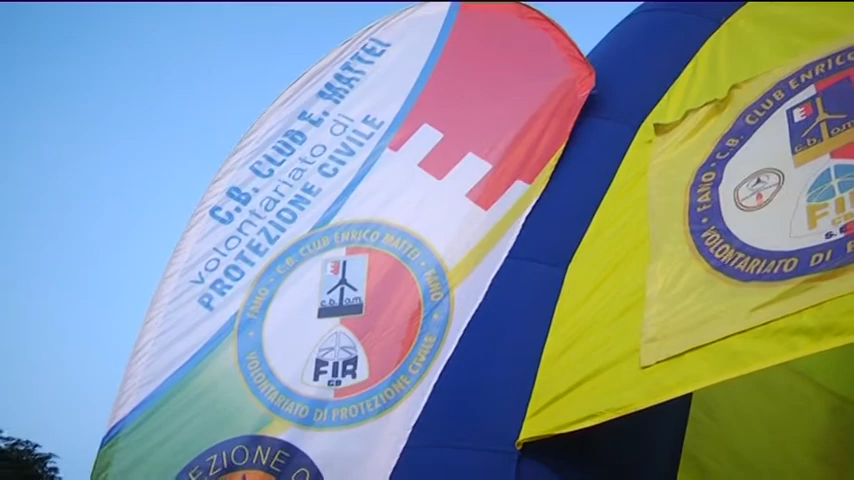 C.B. CLUB E. MATTEI
volontariato di
PROTEZIONE CIVILE
FANO · C.B. CLUB ENRICO MATTEI · FANO
c.b. o.m.
FIR
CB
VOLONTARIATO DI PROTEZIONE CIVILE
FANO · C.B. CLUB ENRICO
c.b. o.m.
FIR
CB
VOLONTARIATO DI